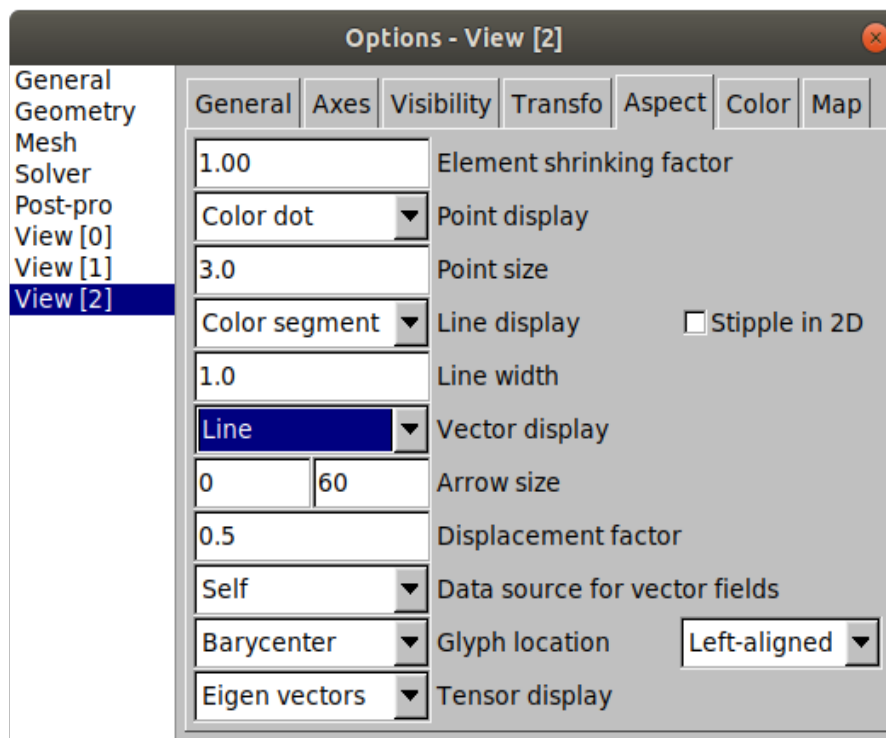 Options - View [2]
General
Geometry
Mesh
Solver
Post-pro
View [0]
View [1]
View [2]
General Axes Visibility Transfo Aspect Color Map
1.00 Element shrinking factor
Color dot Point display
3.0 Point size
Color segment Line display Stipple in 2D
1.0 Line width
Line Vector display
0 60 Arrow size
0.5 Displacement factor
Self Data source for vector fields
Barycenter Glyph location Left-aligned
Eigen vectors Tensor display